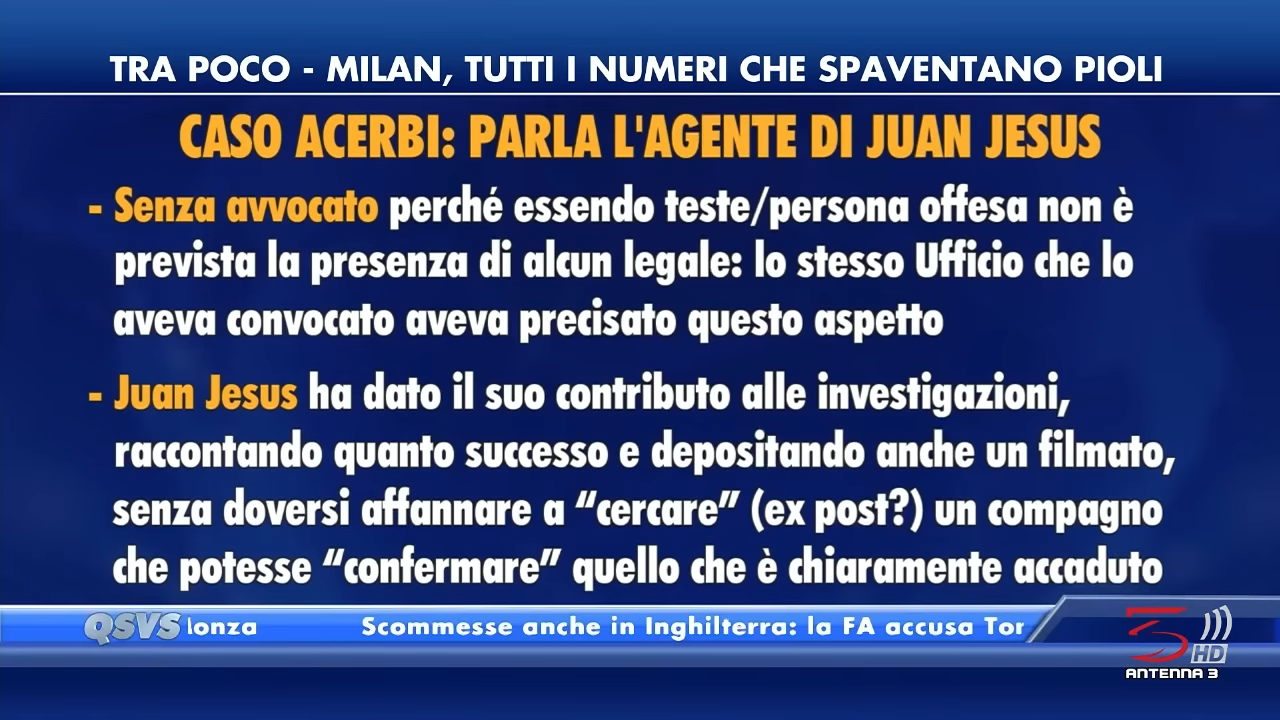 TRA POCO - MILAN, TUTTI I NUMERI CHE SPAVENTANO PIOLI
CASO ACERBI: PARLA L'AGENTE DI JUAN JESUS
- Senza avvocato perché essendo teste/persona offesa non è
prevista la presenza di alcun legale: lo stesso Ufficio che lo
aveva convocato aveva precisato questo aspetto
- Juan Jesus ha dato il suo contributo alle investigazioni,
raccontando quanto successo e depositando anche un filmato,
senza doversi affannare a “cercare” (ex post?) un compagno
che potesse “confermare” quello che è chiaramente accaduto
QSVS lonza Scommesse anche in Inghilterra: la FA accusa Tor
3 HD
ANTENNA 3